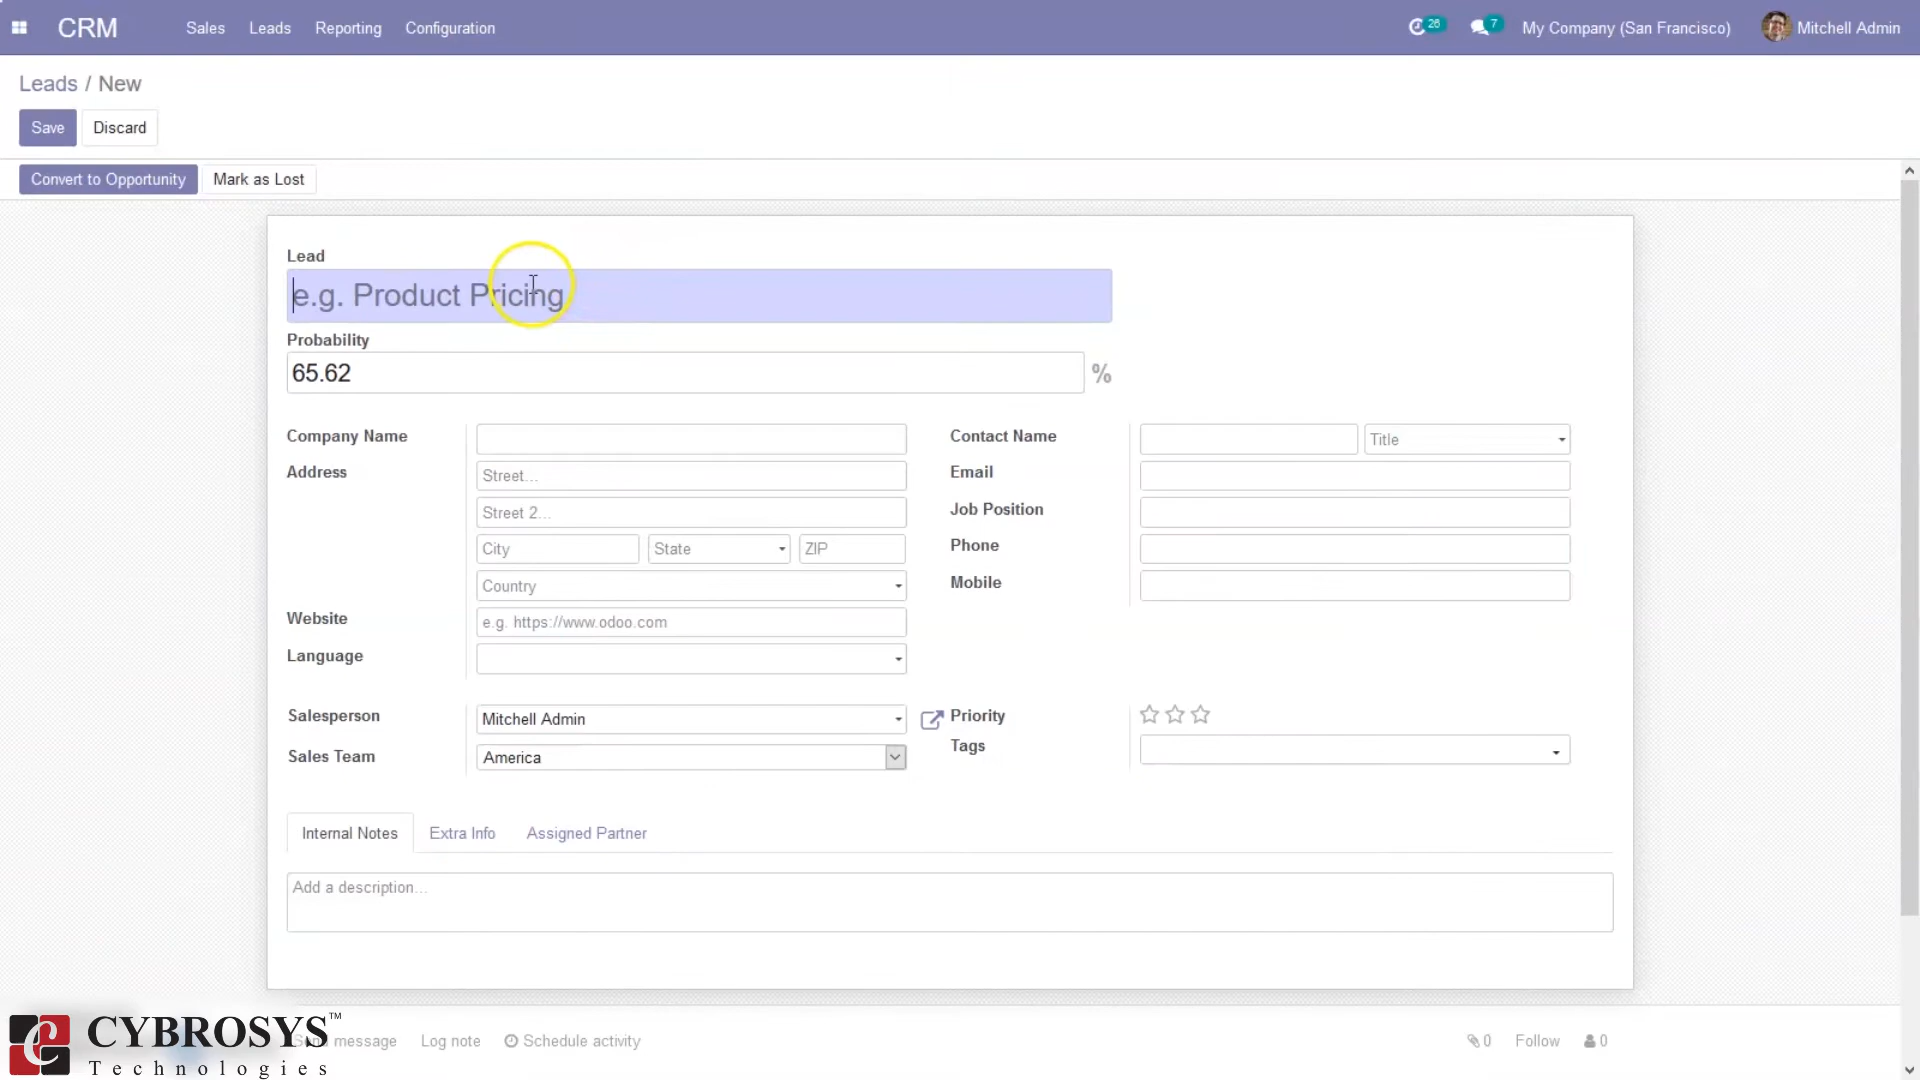 CRM Sales Leads Reporting Configuration 26 7 My Company (San Francisco) Mitchell Admin
Leads / New
Save Discard
Convert to Opportunity Mark as Lost
Lead
e.g. Product Pricing
Probability
65.62 %
Company Name Contact Name Title
Address Street... Email
Street 2... Job Position
City State ZIP Phone
Country Mobile
Website e.g. https://www.odoo.com
Language
Salesperson Mitchell Admin Priority
Sales Team America Tags
Internal Notes Extra Info Assigned Partner
Add a description...
CYBROSYS™
Technologies
message Log note Schedule activity 0 Follow 0